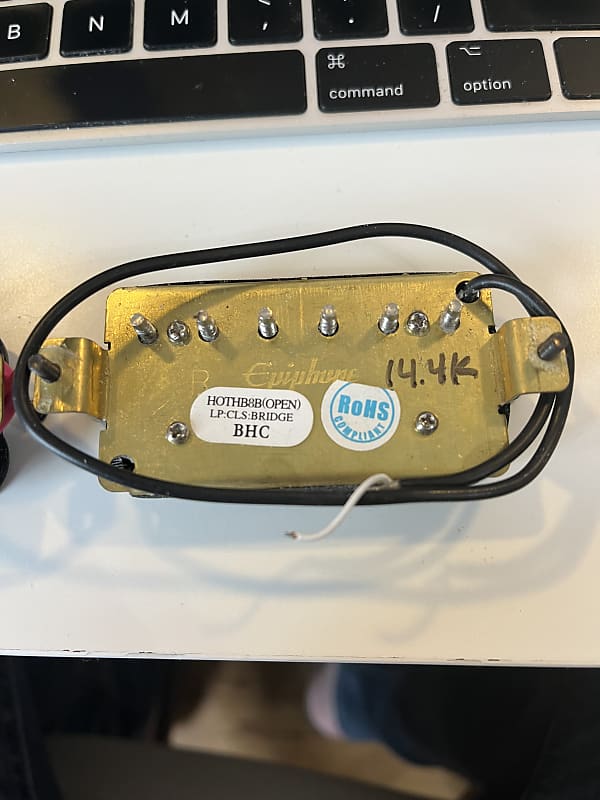 B
N
M
,
.
/
⌘
command
⌥
option
R
Epiphone
14.4K
HOTHB8B(OPEN)
LP:CLS:BRIDGE
BHC
RoHS
COMPLIANT